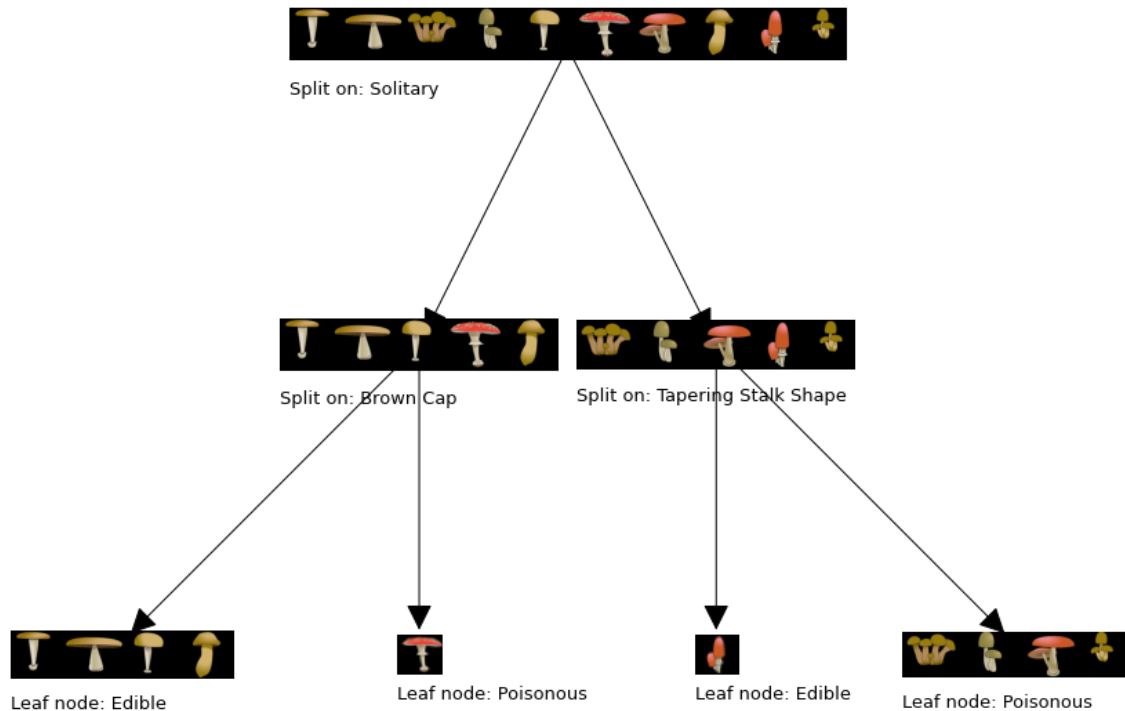 Split on: Solitary
Split on: Brown Cap
Split on: Tapering Stalk Shape
Leaf node: Edible
Leaf node: Poisonous
Leaf node: Edible
Leaf node: Poisonous